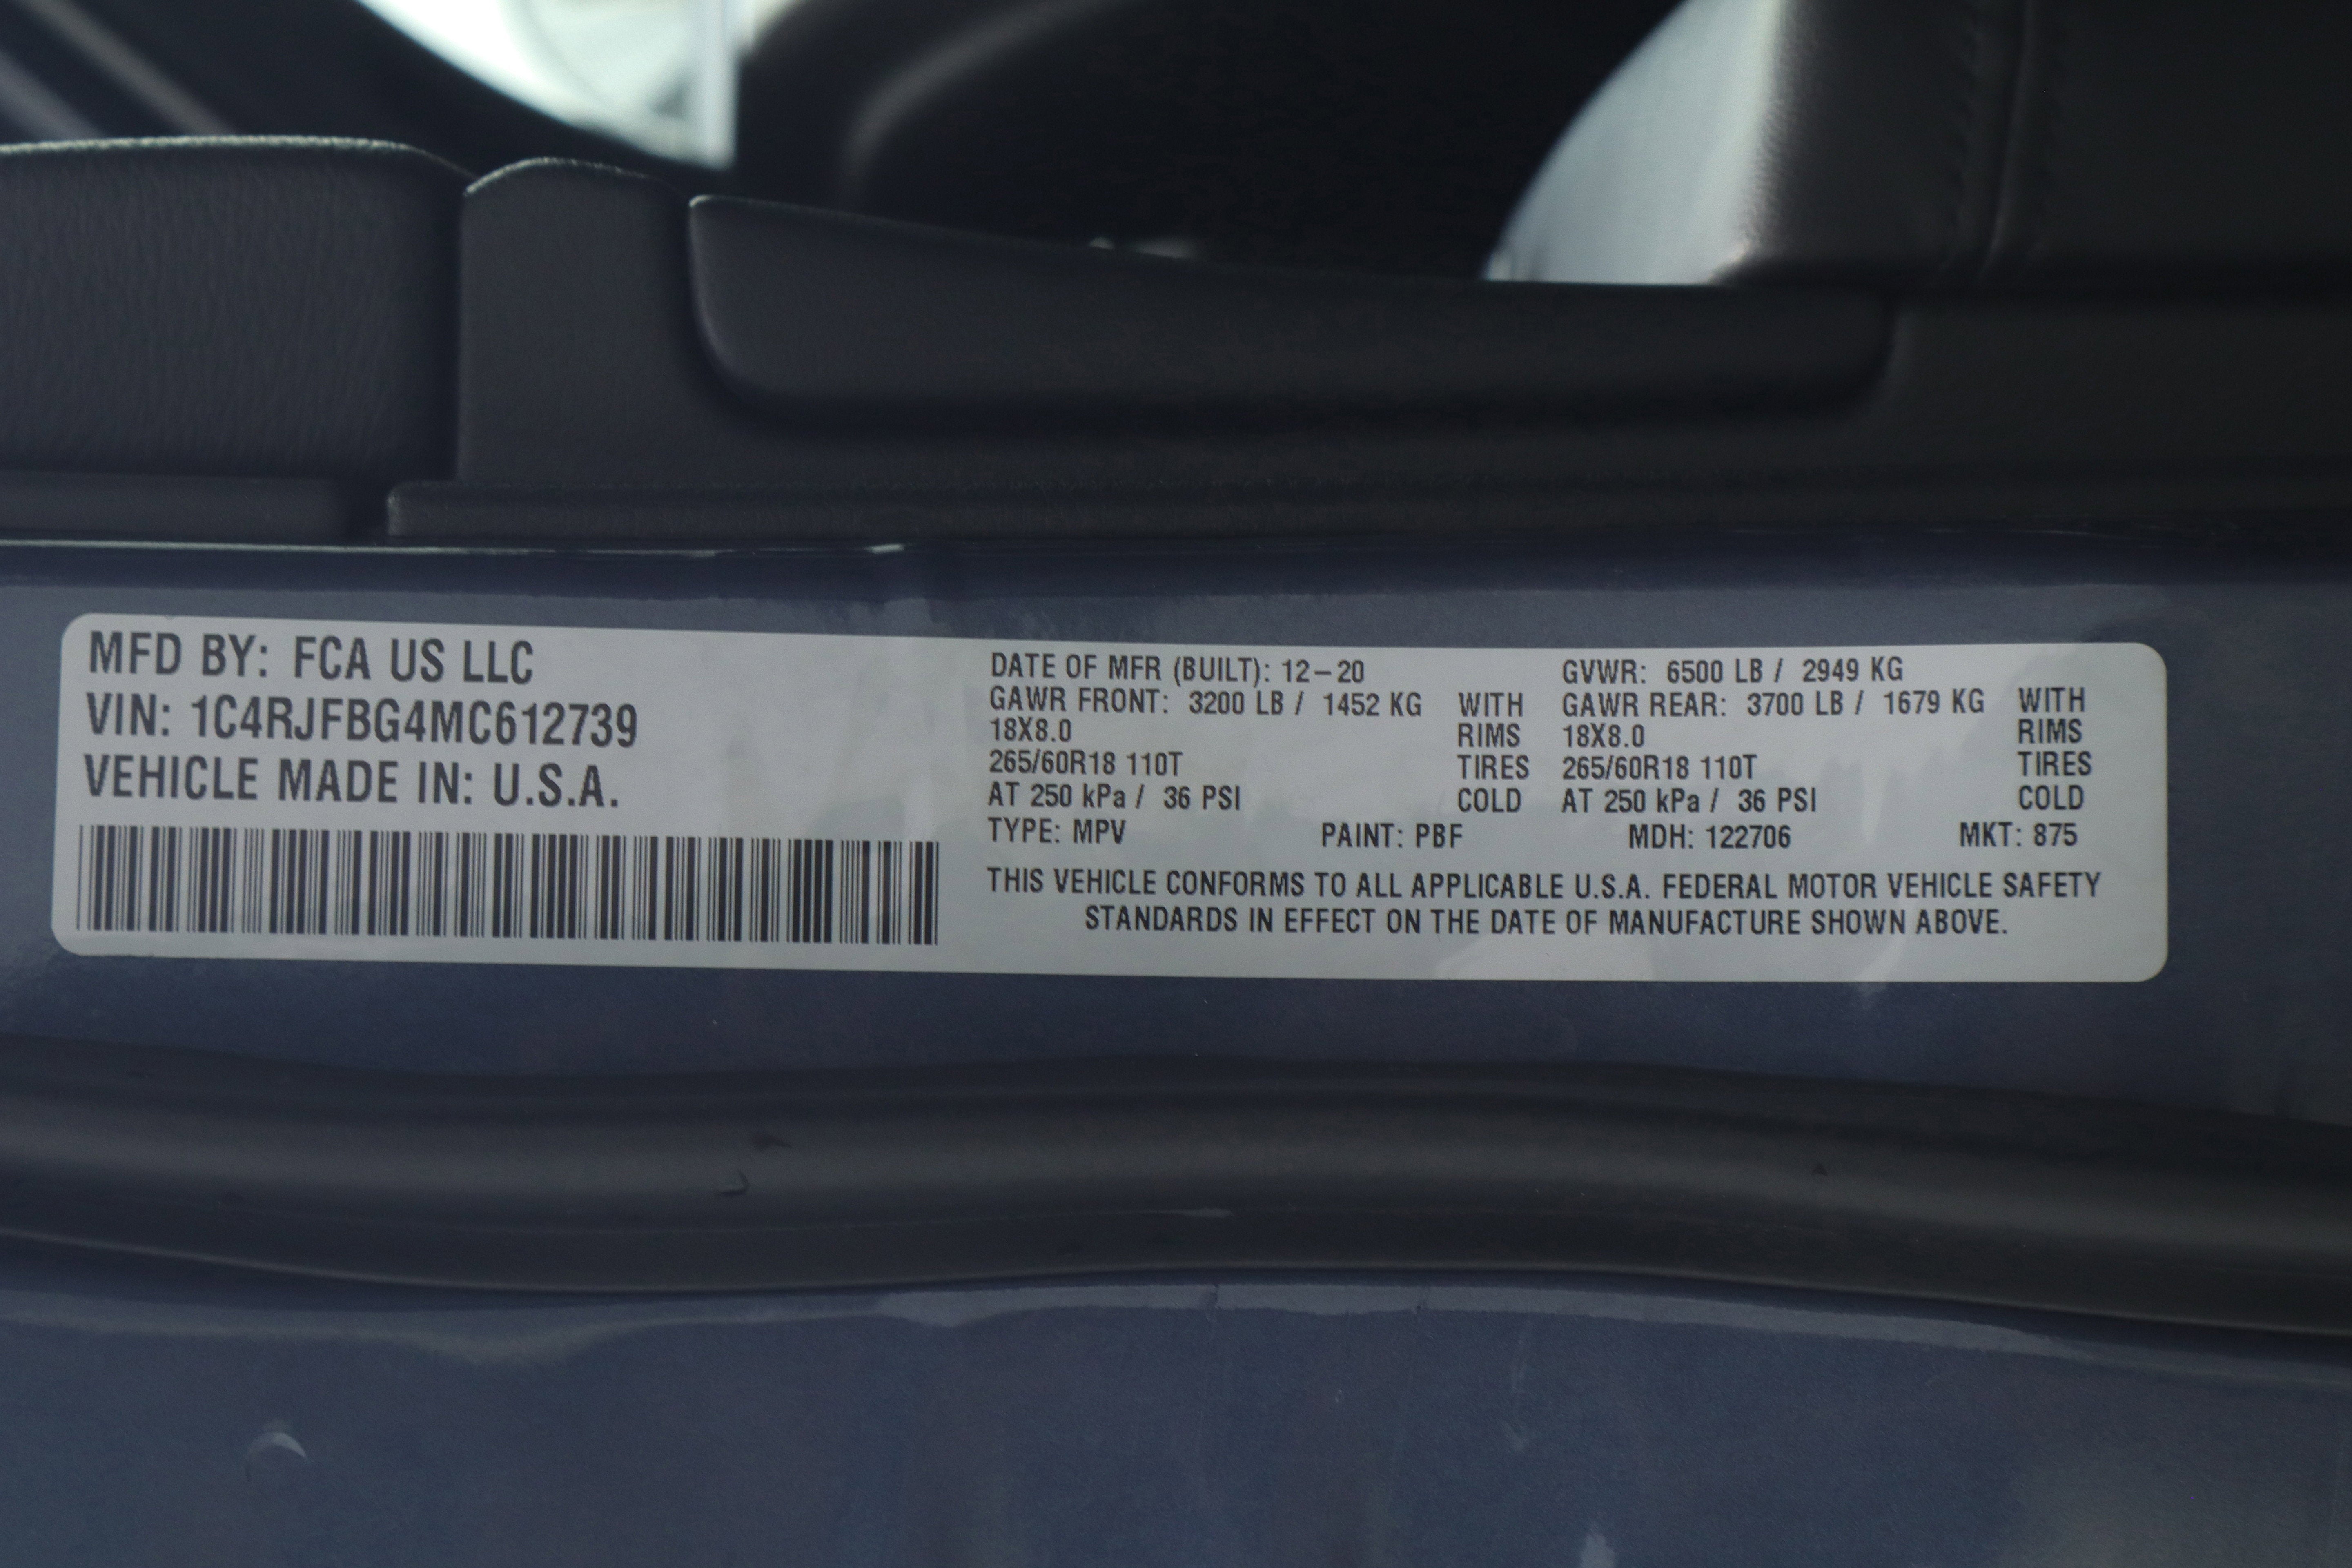 MFD BY: FCA US LLC
VIN: 1C4RJFBG4MC612739
VEHICLE MADE IN: U.S.A.
DATE OF MFR (BUILT): 12-20 GVWR: 6500 LB / 2949 KG
GAWR FRONT: 3200 LB / 1452 KG WITH GAWR REAR: 3700 LB / 1679 KG WITH
18X8.0 RIMS 18X8.0 RIMS
265/60R18 110T TIRES 265/60R18 110T TIRES
AT 250 kPa / 36 PSI COLD AT 250 kPa / 36 PSI COLD
TYPE: MPV PAINT: PBF MDH: 122706 MKT: 875
THIS VEHICLE CONFORMS TO ALL APPLICABLE U.S.A. FEDERAL MOTOR VEHICLE SAFETY
STANDARDS IN EFFECT ON THE DATE OF MANUFACTURE SHOWN ABOVE.